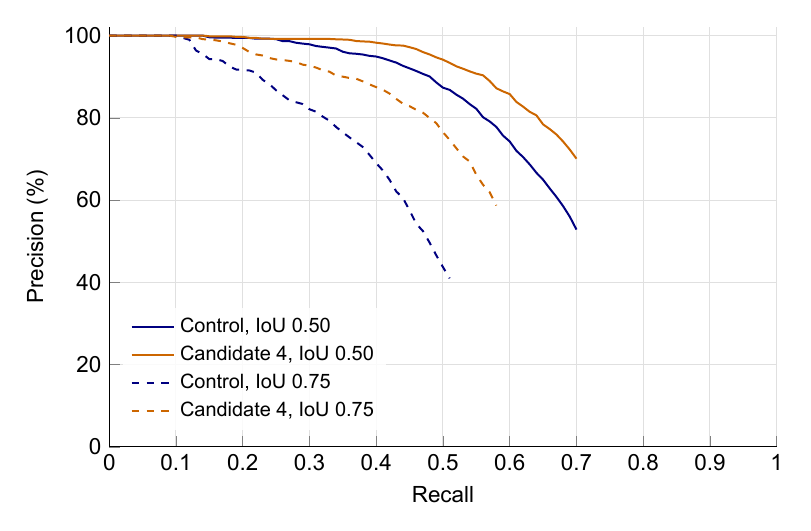 100
80
60
40
20
0
Precision (%)
Control, IoU 0.50
Candidate 4, IoU 0.50
Control, IoU 0.75
Candidate 4, IoU 0.75
0 0.1 0.2 0.3 0.4 0.5 0.6 0.7 0.8 0.9 1
Recall